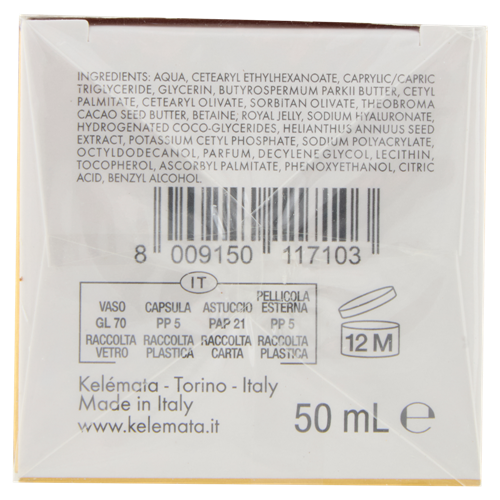 INGREDIENTS: AQUA, CETEARYL ETHYLHEXANOATE, CAPRYLIC/CAPRIC
TRIGLYCERIDE, GLYCERIN, BUTYROSPERMUM PARKII BUTTER, CETYL
PALMITATE, CETEARYL OLIVATE, SORBITAN OLIVATE, THEOBROMA
CACAO SEED BUTTER, BETAINE, ROYAL JELLY, SODIUM HYALURONATE,
HYDROGENATED COCO-GLYCERIDES, HELIANTHUS ANNUUS SEED
EXTRACT, POTASSIUM CETYL PHOSPHATE, SODIUM POLYACRYLATE,
OCTYLDODECANOL, PARFUM, DECYLENE GLYCOL, LECITHIN,
TOCOPHEROL, ASCORBYL PALMITATE, PHENOXYETHANOL, CITRIC
ACID, BENZYL ALCOHOL.
8 009150 117103
IT
VASO CAPSULA ASTUCCIO PELLICOLA ESTERNA
GL 70 PP 5 PAP 21 PP 5
RACCOLTA RACCOLTA RACCOLTA RACCOLTA
VETRO PLASTICA CARTA PLASTICA
12 M
Kelémata - Torino - Italy
Made in Italy
www.kelemata.it
50 mL ℮